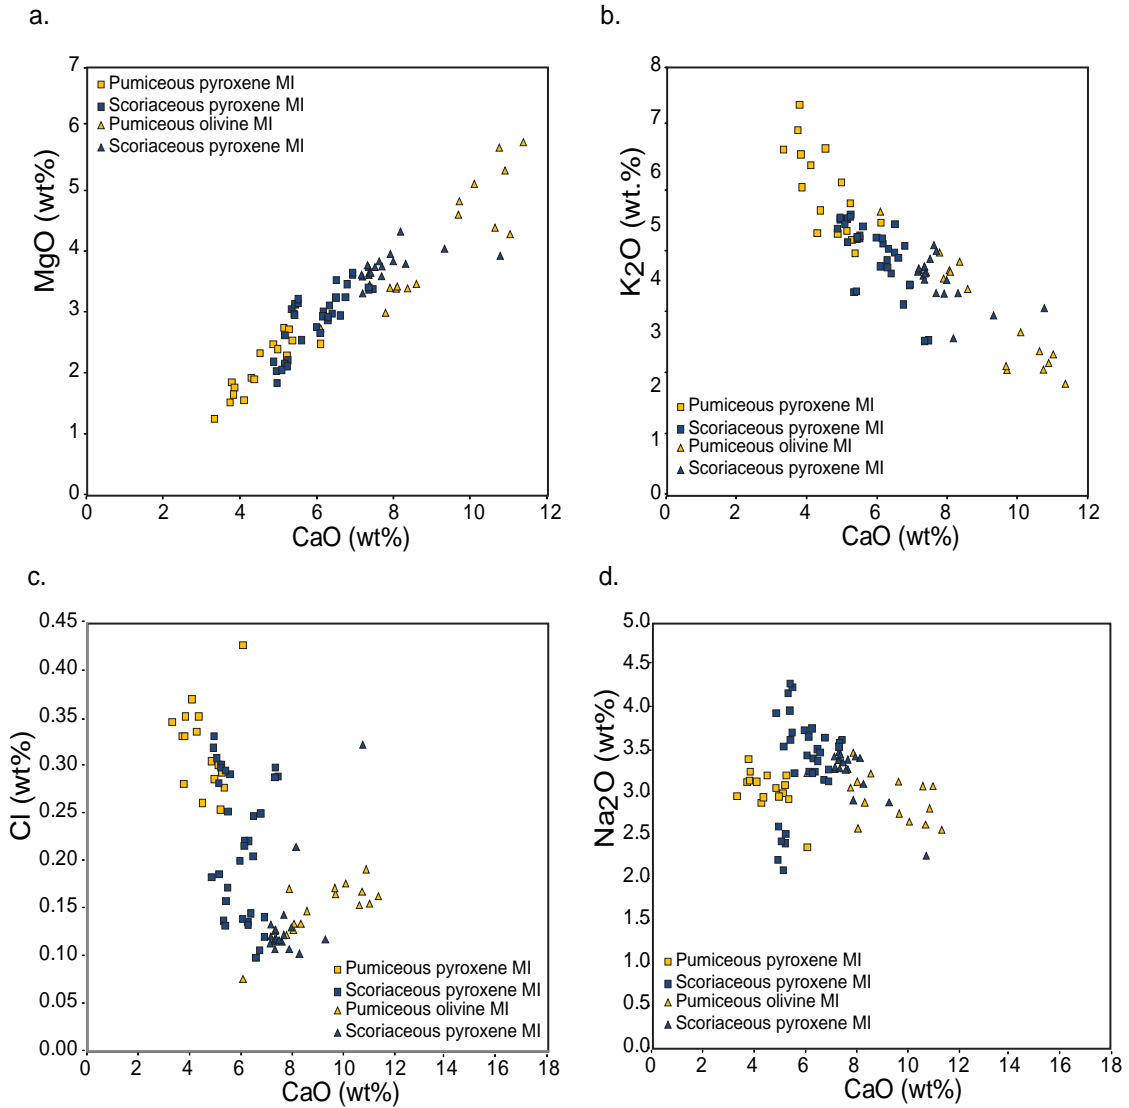 a.
7
6
5
4
3
2
1
0
MgO (wt%)
Pumiceous pyroxene MI
Scoriaceous pyroxene MI
Pumiceous olivine MI
Scoriaceous pyroxene MI
0 2 4 6 8 10 12
CaO (wt%)
b.
8
7
6
5
4
3
2
1
0
K2O (wt.%)
Pumiceous pyroxene MI
Scoriaceous pyroxene MI
Pumiceous olivine MI
Scoriaceous pyroxene MI
0 2 4 6 8 10 12
CaO (wt%)
c.
0.45
0.40
0.35
0.30
0.25
0.20
0.15
0.10
0.05
0.00
Cl (wt%)
Pumiceous pyroxene MI
Scoriaceous pyroxene MI
Pumiceous olivine MI
Scoriaceous pyroxene MI
0 2 4 6 8 10 12 14 16 18
CaO (wt%)
d.
5.0
4.5
4.0
3.5
3.0
2.5
2.0
1.5
1.0
0.5
0.0
Na2O (wt%)
Pumiceous pyroxene MI
Scoriaceous pyroxene MI
Pumiceous olivine MI
Scoriaceous pyroxene MI
0 2 4 6 8 10 12 14 16 18
CaO (wt%)